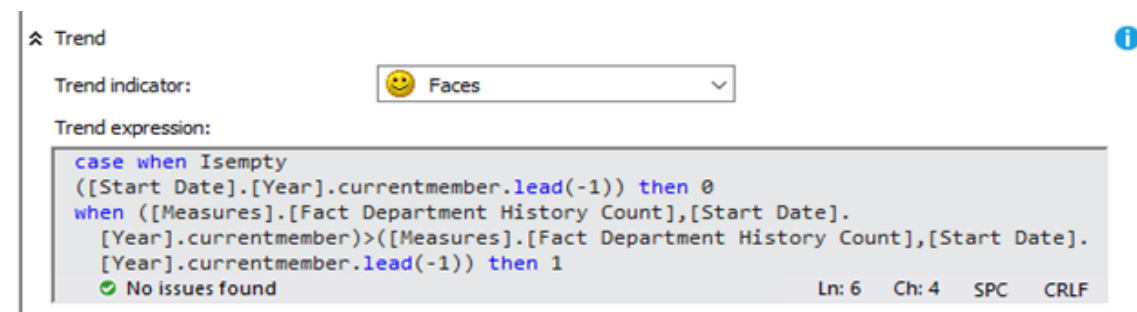 Trend
Trend indicator: Faces
Trend expression:
case when Isempty
([Start Date].[Year].currentmember.lead(-1)) then 0
when ([Measures].[Fact Department History Count],[Start Date].
[Year].currentmember)>([Measures].[Fact Department History Count],[Start Date].
[Year].currentmember.lead(-1)) then 1
No issues found Ln: 6 Ch: 4 SPC CRLF